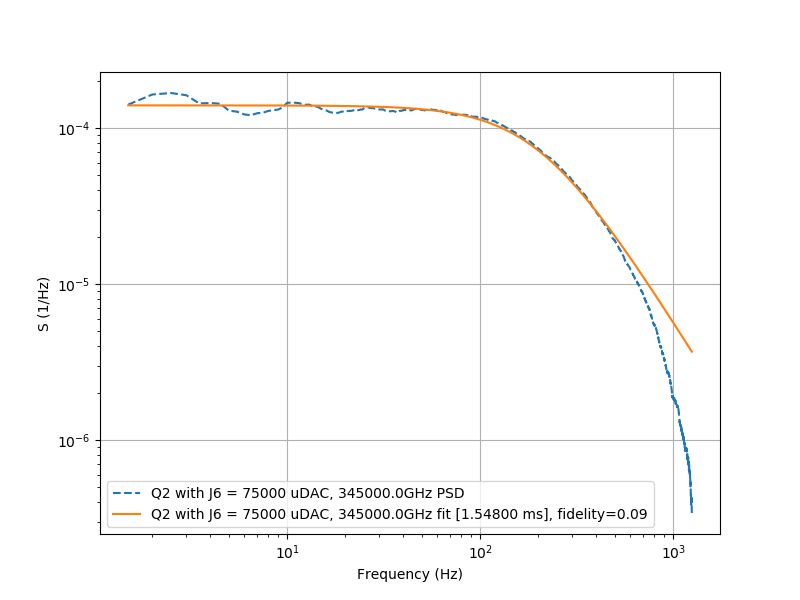 10⁻⁴
10⁻⁵
10⁻⁶
S (1/Hz)
Q2 with J6 = 75000 uDAC, 345000.0GHz PSD
Q2 with J6 = 75000 uDAC, 345000.0GHz fit [1.54800 ms], fidelity=0.09
10¹ 10² 10³
Frequency (Hz)